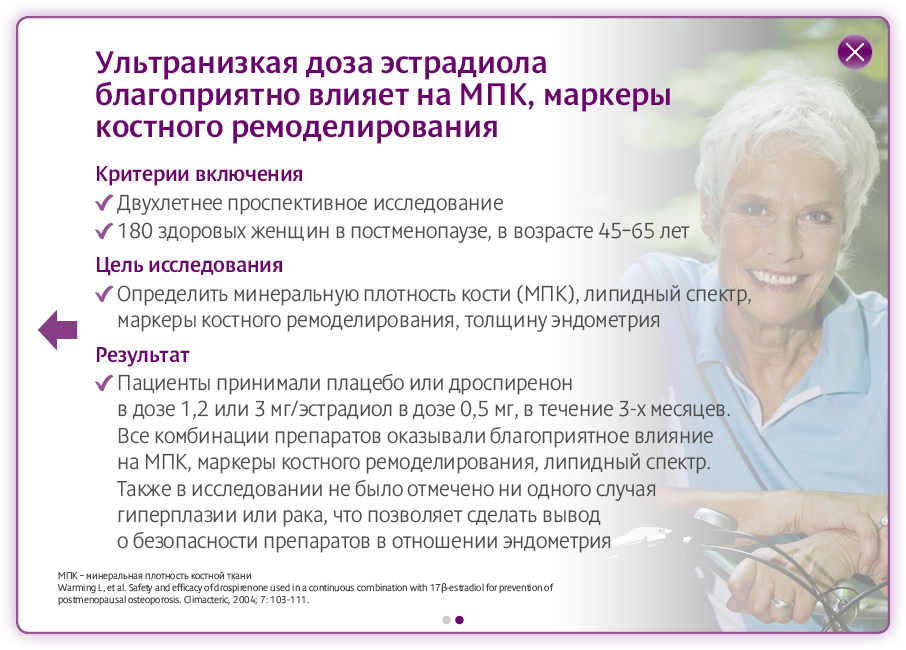 Ультранизкая доза эстрадиола
благоприятно влияет на МПК, маркеры
костного ремоделирования
Критерии включения
Двухлетнее проспективное исследование
180 здоровых женщин в постменопаузе, в возрасте 45–65 лет
Цель исследования
Определить минеральную плотность кости (МПК), липидный спектр,
маркеры костного ремоделирования, толщину эндометрия
Результат
Пациенты принимали плацебо или дроспиренон
в дозе 1,2 или 3 мг/эстрадиол в дозе 0,5 мг, в течение 3-х месяцев.
Все комбинации препаратов оказывали благоприятное влияние
на МПК, маркеры костного ремоделирования, липидный спектр.
Также в исследовании не было отмечено ни одного случая
гиперплазии или рака, что позволяет сделать вывод
о безопасности препаратов в отношении эндометрия
МПК – минеральная плотность костной ткани
Warming L, et al. Safety and efficacy of drospirenone used in a continuous combination with 17β-estradiol for prevention of
postmenopausal osteoporosis. Climacteric, 2004; 7: 103-111.